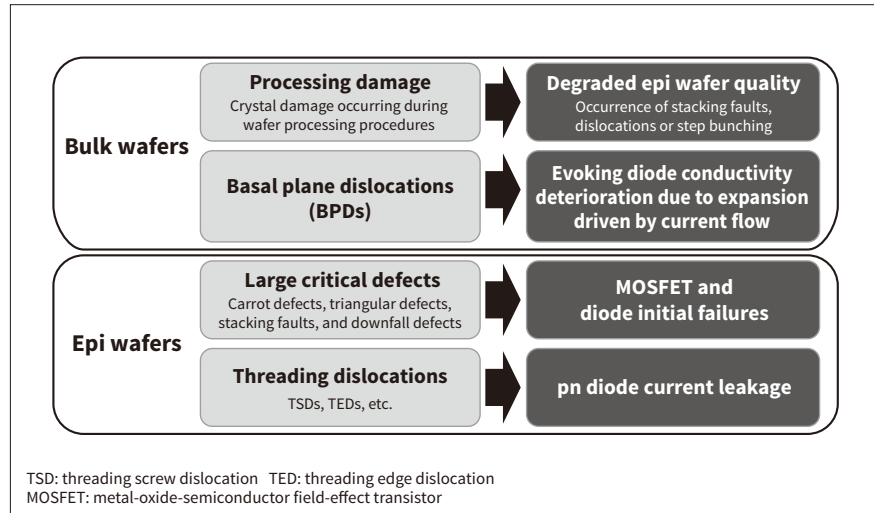 Bulk wafers
Processing damage
Crystal damage occurring during
wafer processing procedures
Degraded epi wafer quality
Occurrence of stacking faults,
dislocations or step bunching
Basal plane dislocations
(BPDs)
Evoking diode conductivity
deterioration due to expansion
driven by current flow
Epi wafers
Large critical defects
Carrot defects, triangular defects,
stacking faults, and downfall defects
MOSFET and
diode initial failures
Threading dislocations
TSDs, TEDs, etc.
pn diode current leakage
TSD: threading screw dislocation TED: threading edge dislocation
MOSFET: metal-oxide-semiconductor field-effect transistor